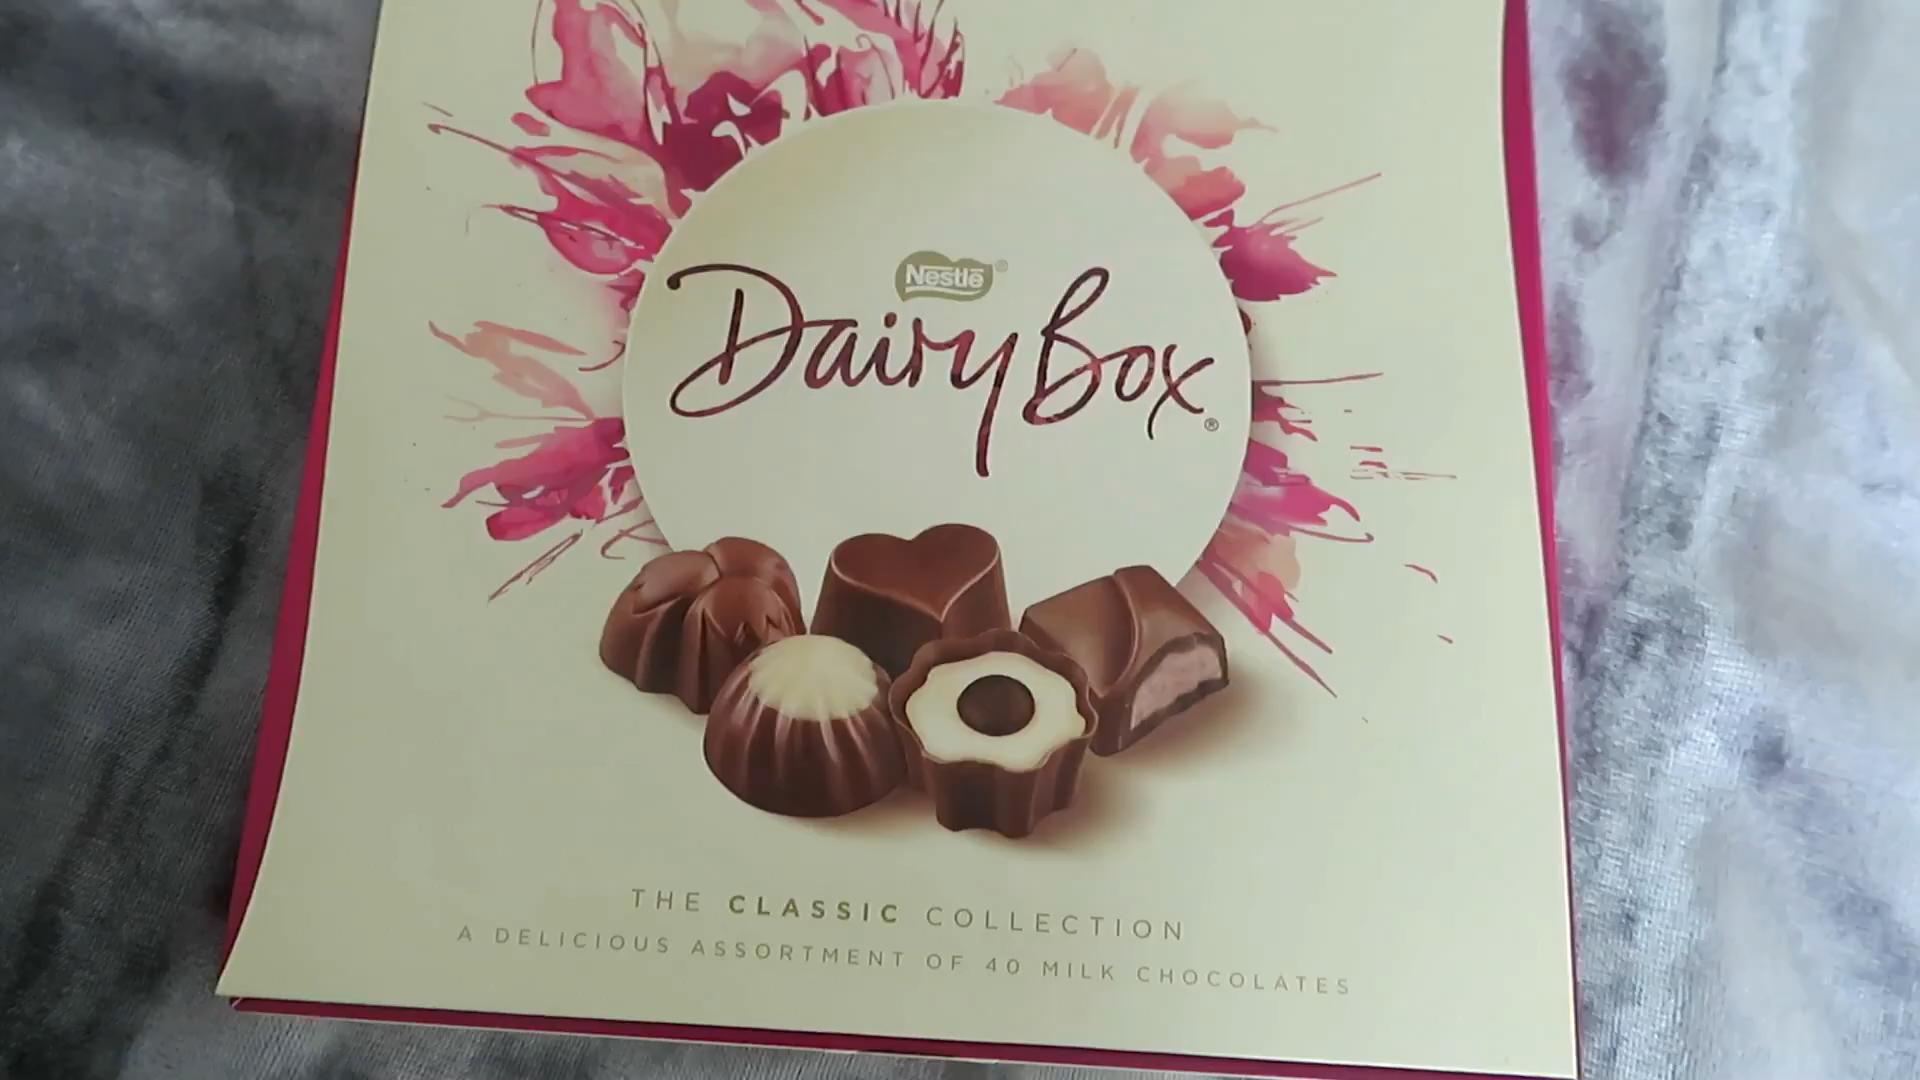 Nestlé®
Dairy Box®
THE CLASSIC COLLECTION
A DELICIOUS ASSORTMENT OF 40 MILK CHOCOLATES